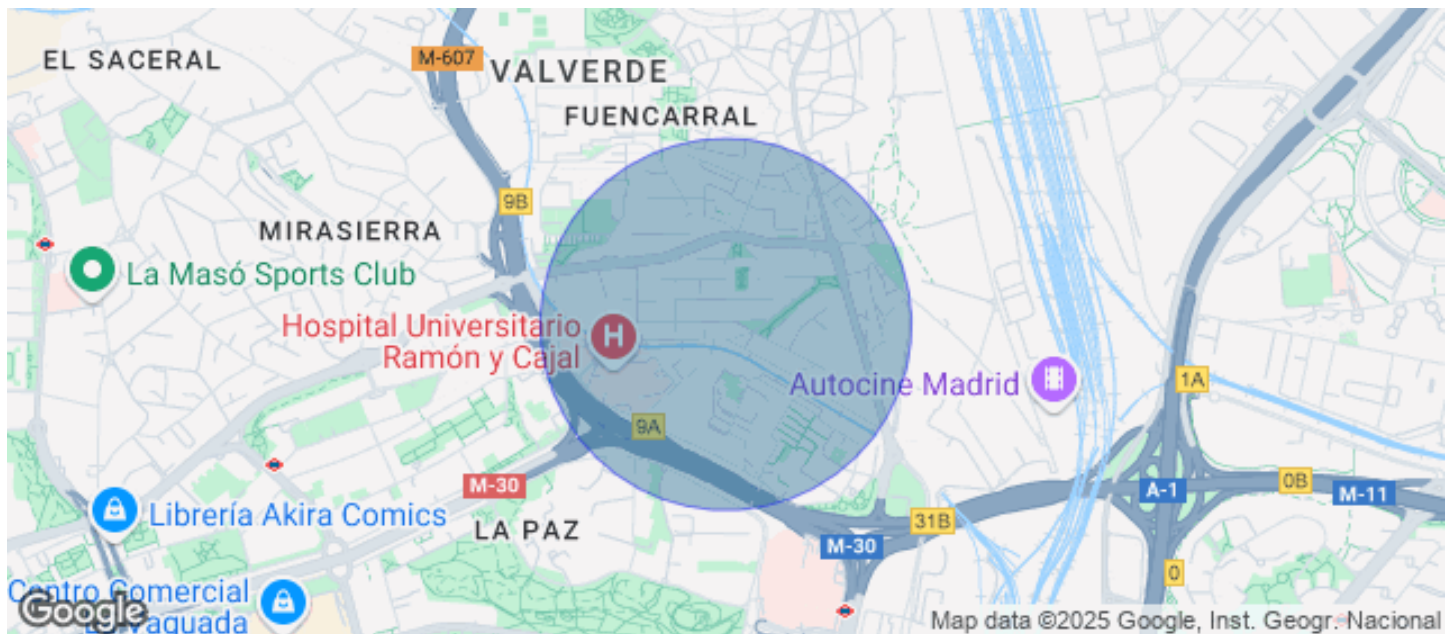 EL SACERAL
M-607
VALVERDE
FUENCARRAL
9B
MIRASIERRA
La Masó Sports Club
Hospital Universitario
Ramón y Cajal
H
Autocine Madrid
1A
9A
M-30
A-1
0B
M-11
Librería Akira Comics
LA PAZ
31B
M-30
0
Centro Comercial
Google
Map data ©2025 Google, Inst. Geogr. Nacional